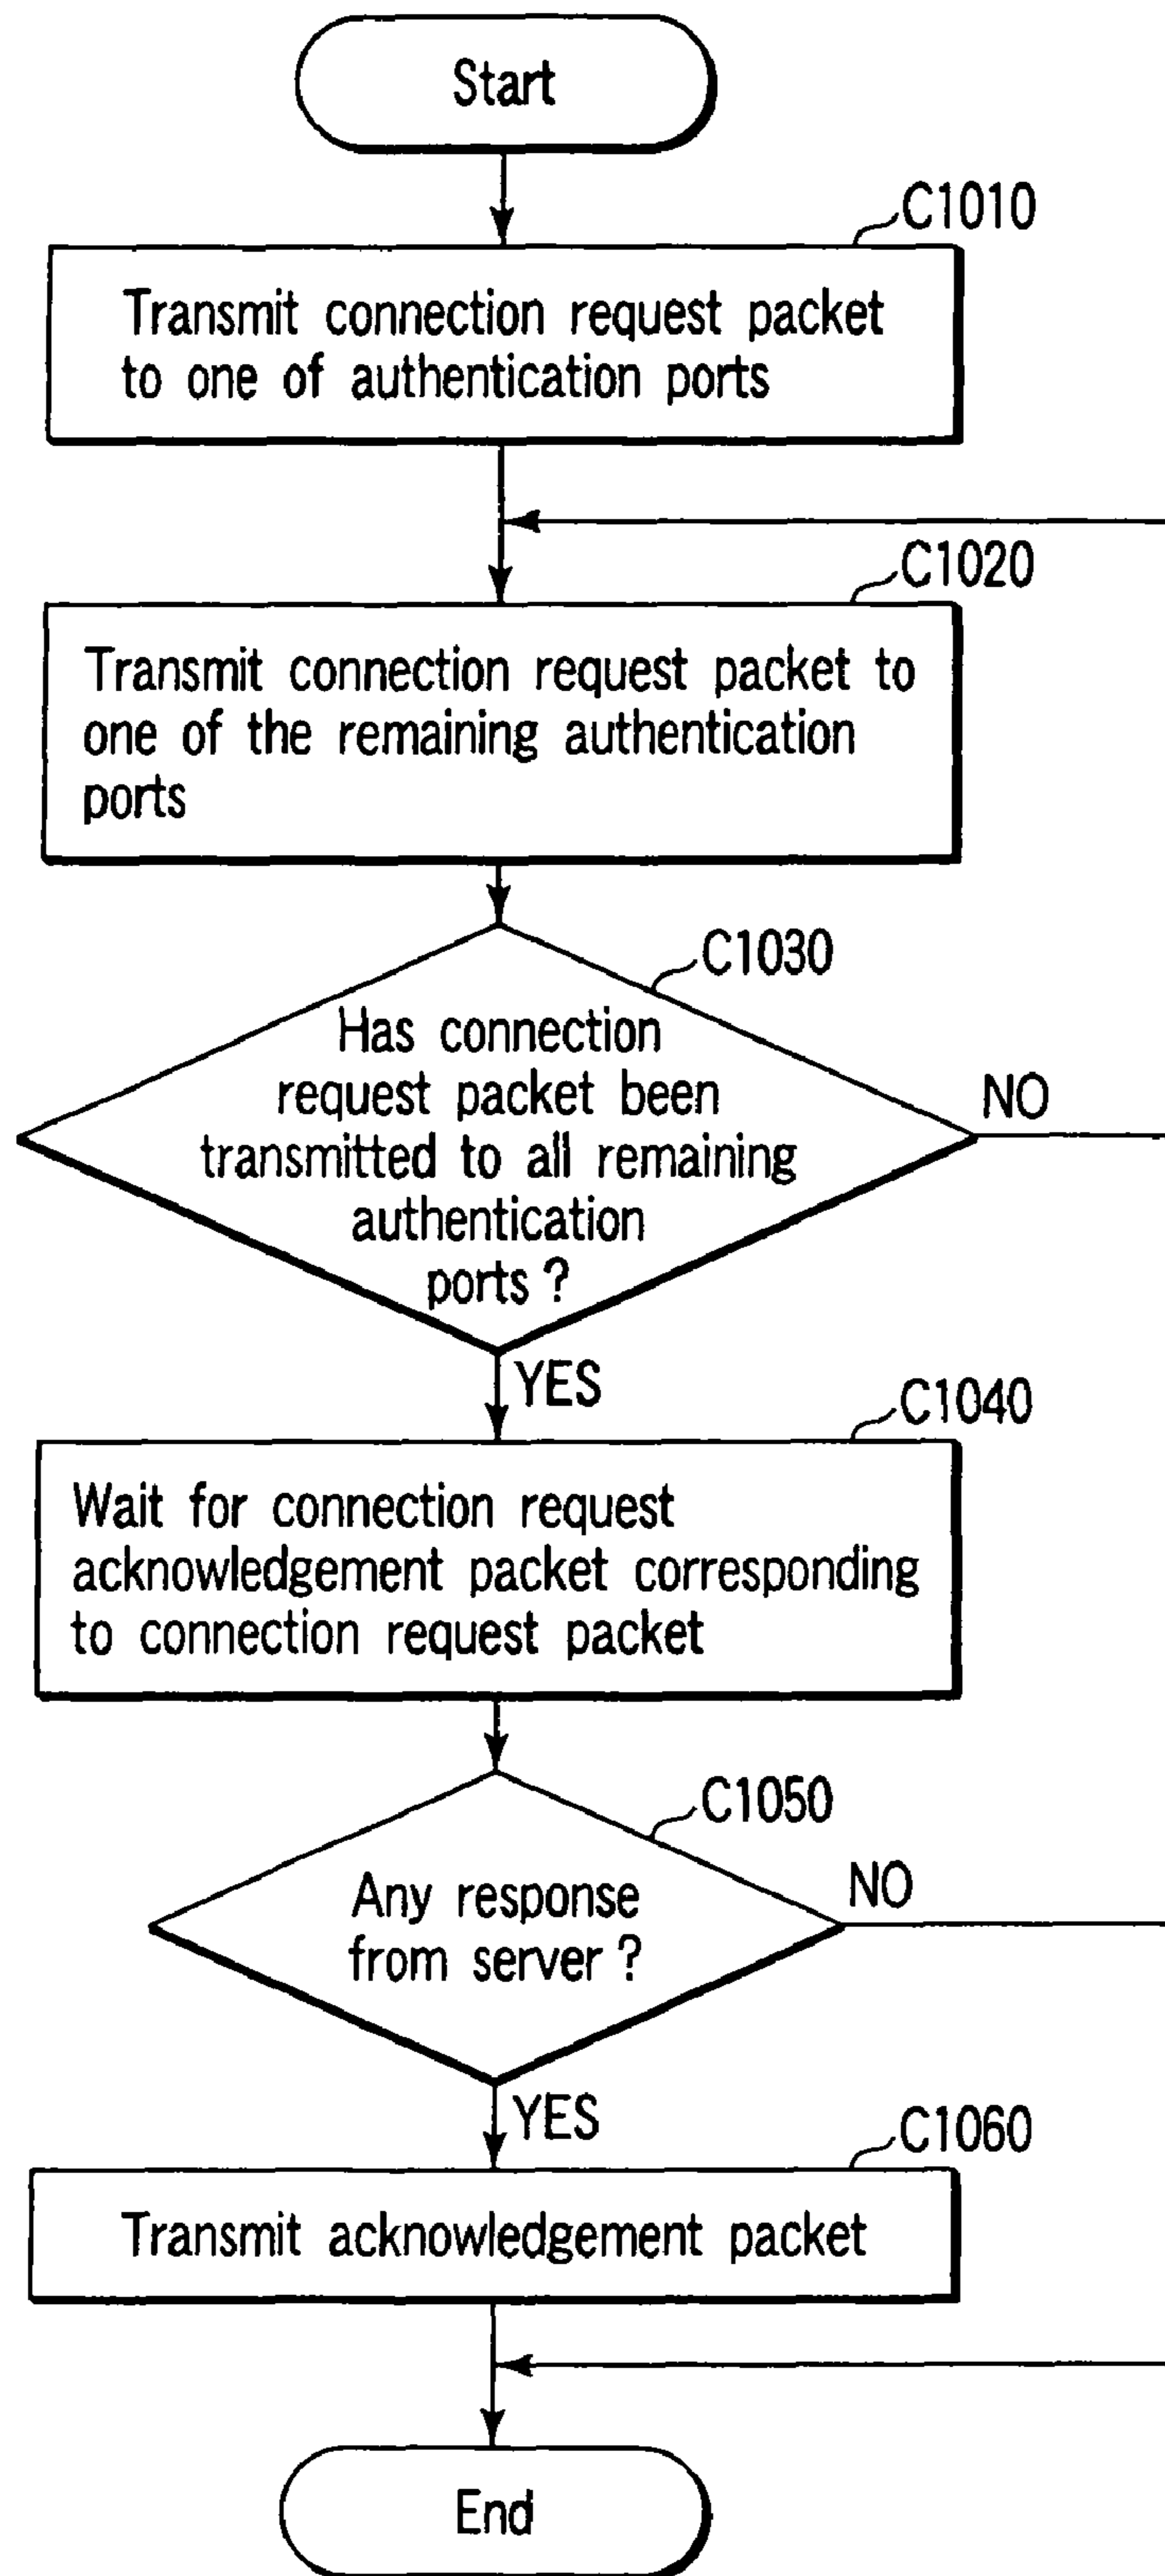 Start
C1010
Transmit connection request packet
to one of authentication ports
C1020
Transmit connection request packet to
one of the remaining authentication
ports
C1030
Has connection
request packet been
transmitted to all remaining
authentication
ports ?
NO
YES
C1040
Wait for connection request
acknowledgement packet corresponding
to connection request packet
C1050
Any response
from server ?
NO
YES
C1060
Transmit acknowledgement packet
End